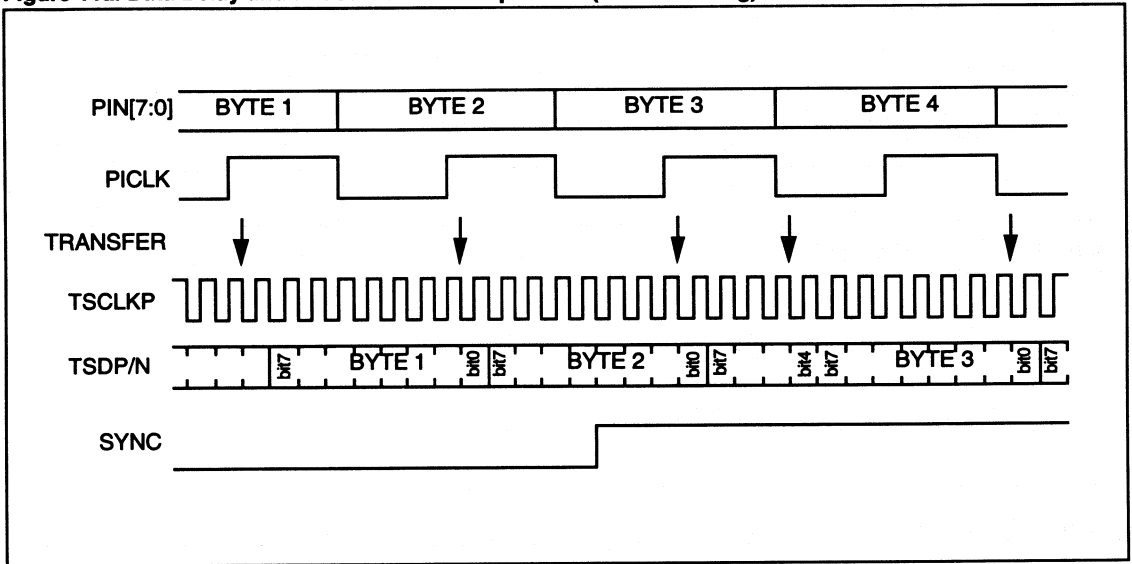 PIN[7:0] BYTE 1 BYTE 2 BYTE 3 BYTE 4
PICLK
TRANSFER
TSCLKP
TSDP/N bit7 BYTE 1 bit0 bit7 BYTE 2 bit0 bit7 bit4 bit7 BYTE 3 bit0 bit7
SYNC